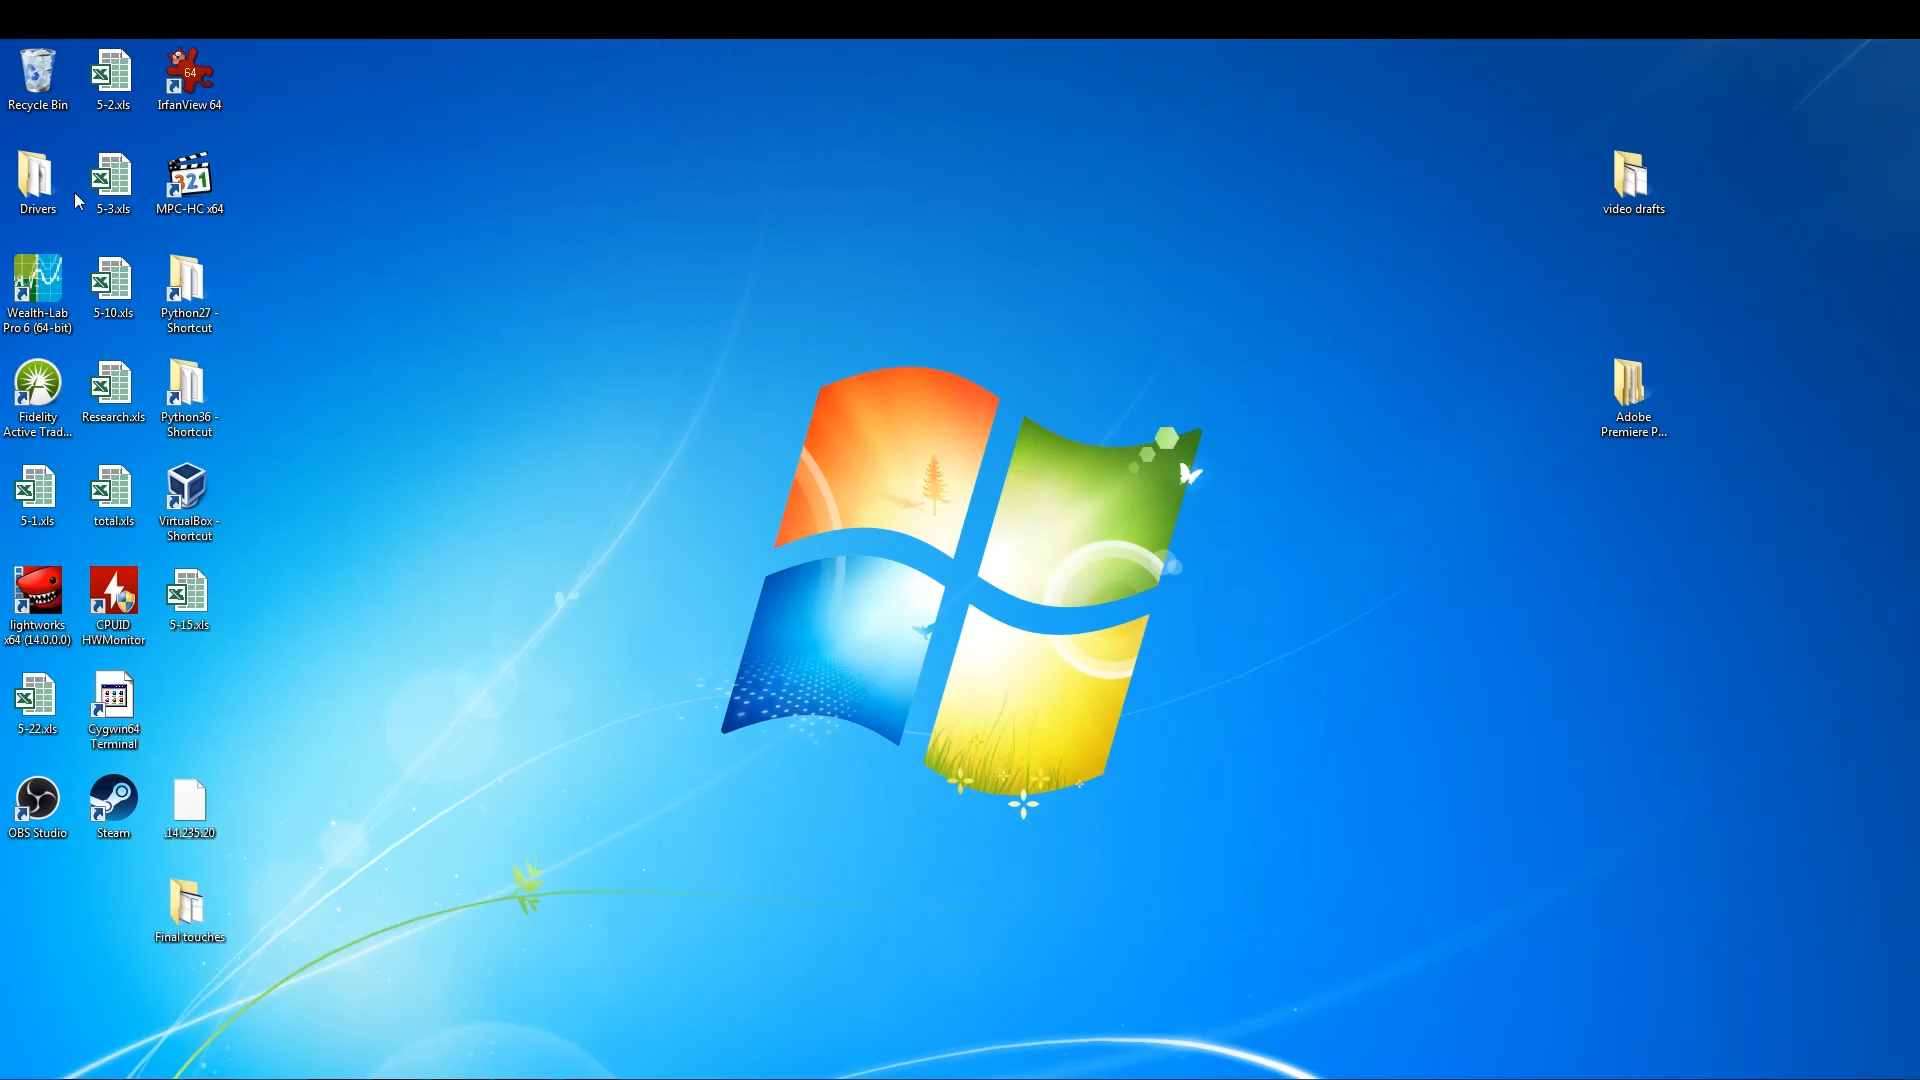 Recycle Bin
5-2.xls
64
IrfanView 64
Drivers
5-3.xls
321
MPC-HC x64
video drafts
Wealth-Lab
Pro 6 (64-bit)
5-10.xls
Python27 -
Shortcut
Fidelity
Active Trad...
Research.xls
Python36 -
Shortcut
Adobe
Premiere P...
5-1.xls
total.xls
VirtualBox -
Shortcut
lightworks
x64 (14.0.0.0)
CPUID
HWMonitor
5-15.xls
5-22.xls
Cygwin64
Terminal
OBS Studio
Steam
.14.235.20
Final touches